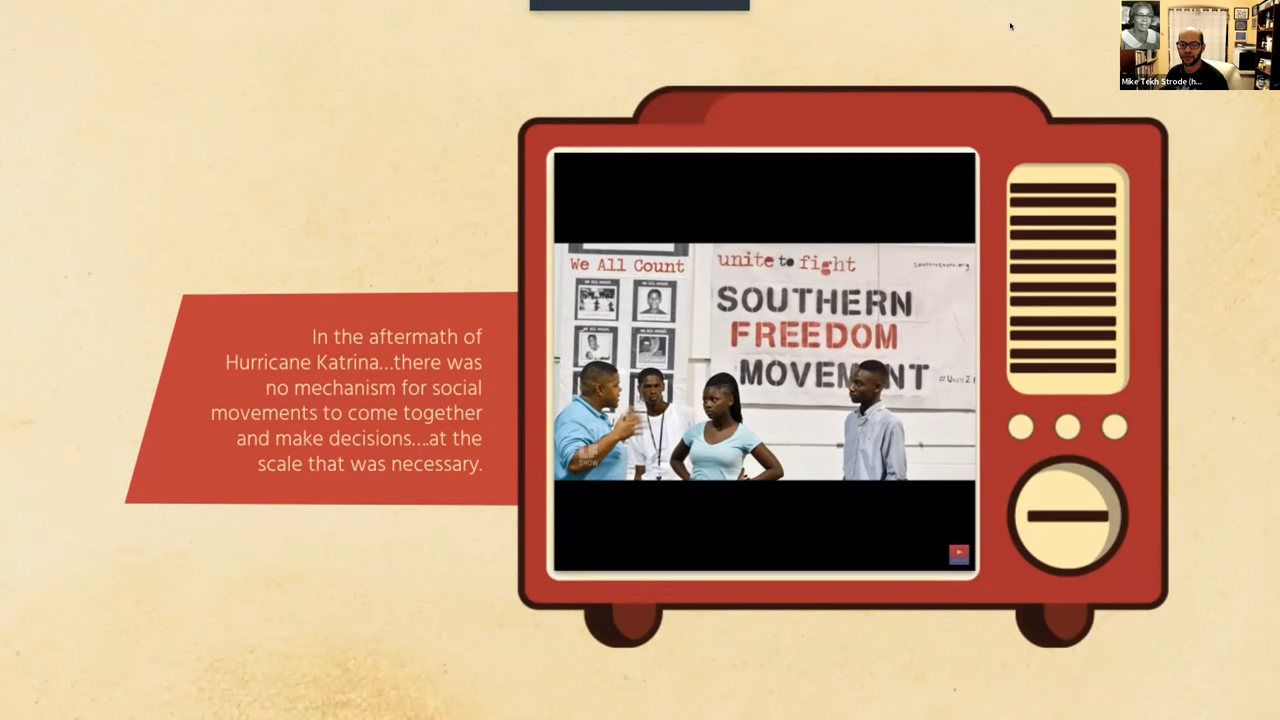 Mike Tekh Strode (h...
We All Count
unite to fight
SOUTHERN
FREEDOM
MOVEMENT
In the aftermath of
Hurricane Katrina...there was
no mechanism for social
movements to come together
and make decisions....at the
scale that was necessary.
SHOW